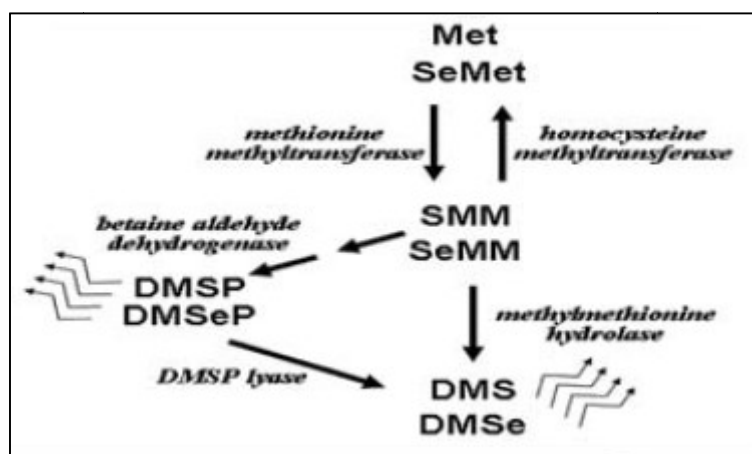 Met
SeMet
methionine
methyltransferase
homocysteine
methyltransferase
SMM
SeMM
betaine aldehyde
dehydrogenase
DMSP
DMSeP
methylmethionine
hydrolase
DMSP lyase
DMS
DMSe